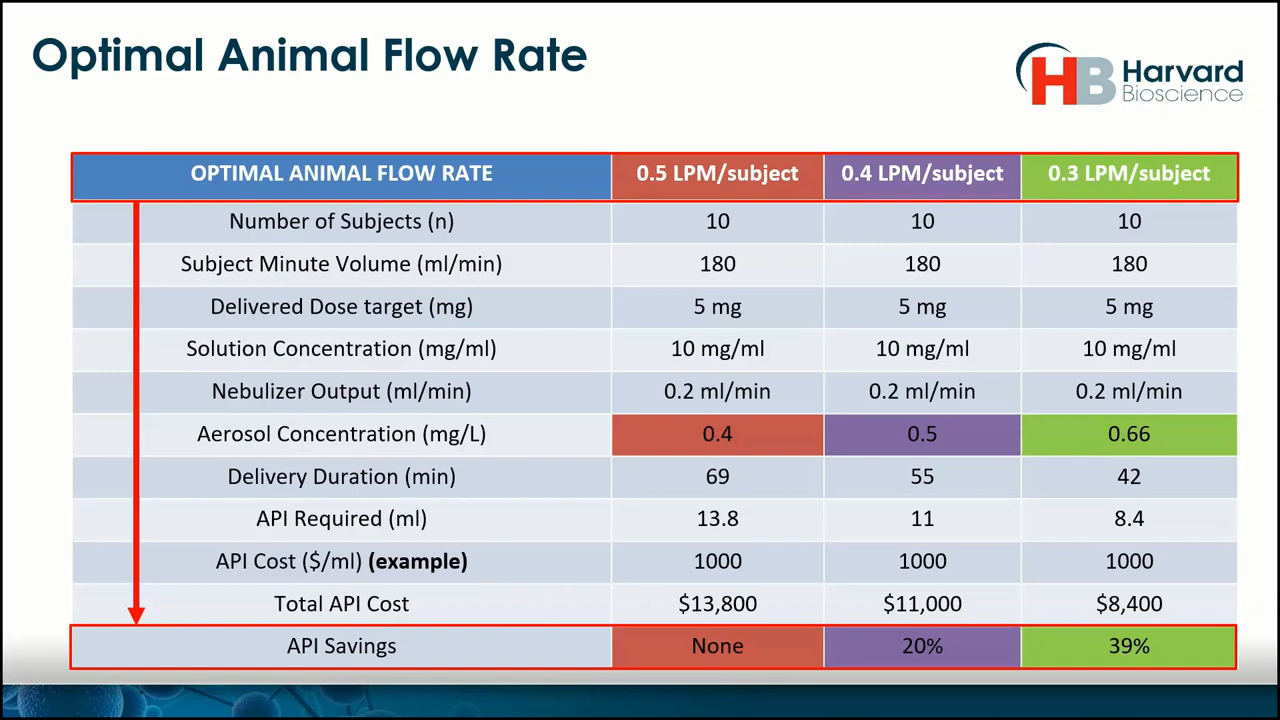 Optimal Animal Flow Rate
HB Harvard
Bioscience
OPTIMAL ANIMAL FLOW RATE 0.5 LPM/subject 0.4 LPM/subject 0.3 LPM/subject
Number of Subjects (n) 10 10 10
Subject Minute Volume (ml/min) 180 180 180
Delivered Dose target (mg) 5 mg 5 mg 5 mg
Solution Concentration (mg/ml) 10 mg/ml 10 mg/ml 10 mg/ml
Nebulizer Output (ml/min) 0.2 ml/min 0.2 ml/min 0.2 ml/min
Aerosol Concentration (mg/L) 0.4 0.5 0.66
Delivery Duration (min) 69 55 42
API Required (ml) 13.8 11 8.4
API Cost ($/ml) (example) 1000 1000 1000
Total API Cost $13,800 $11,000 $8,400
API Savings None 20% 39%